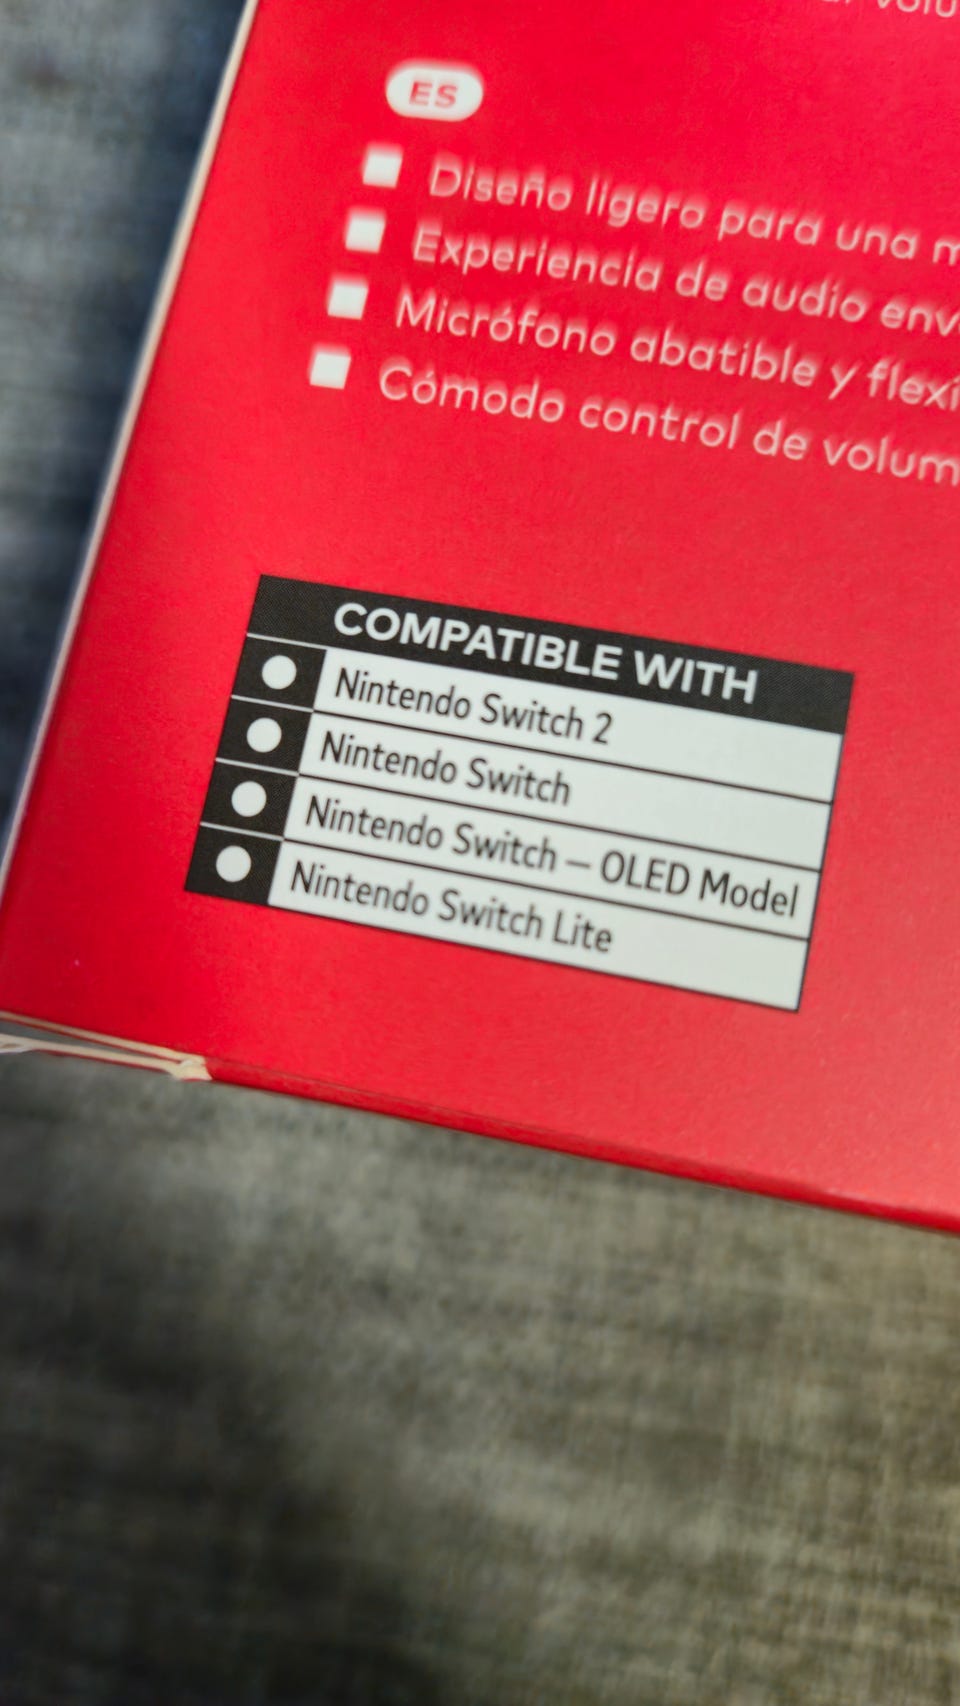 ES
Diseño ligero para una
Experiencia de audio
Micrófono abatible y
Cómodo control de
COMPATIBLE WITH
Nintendo Switch 2
Nintendo Switch
Nintendo Switch – OLED Model
Nintendo Switch Lite